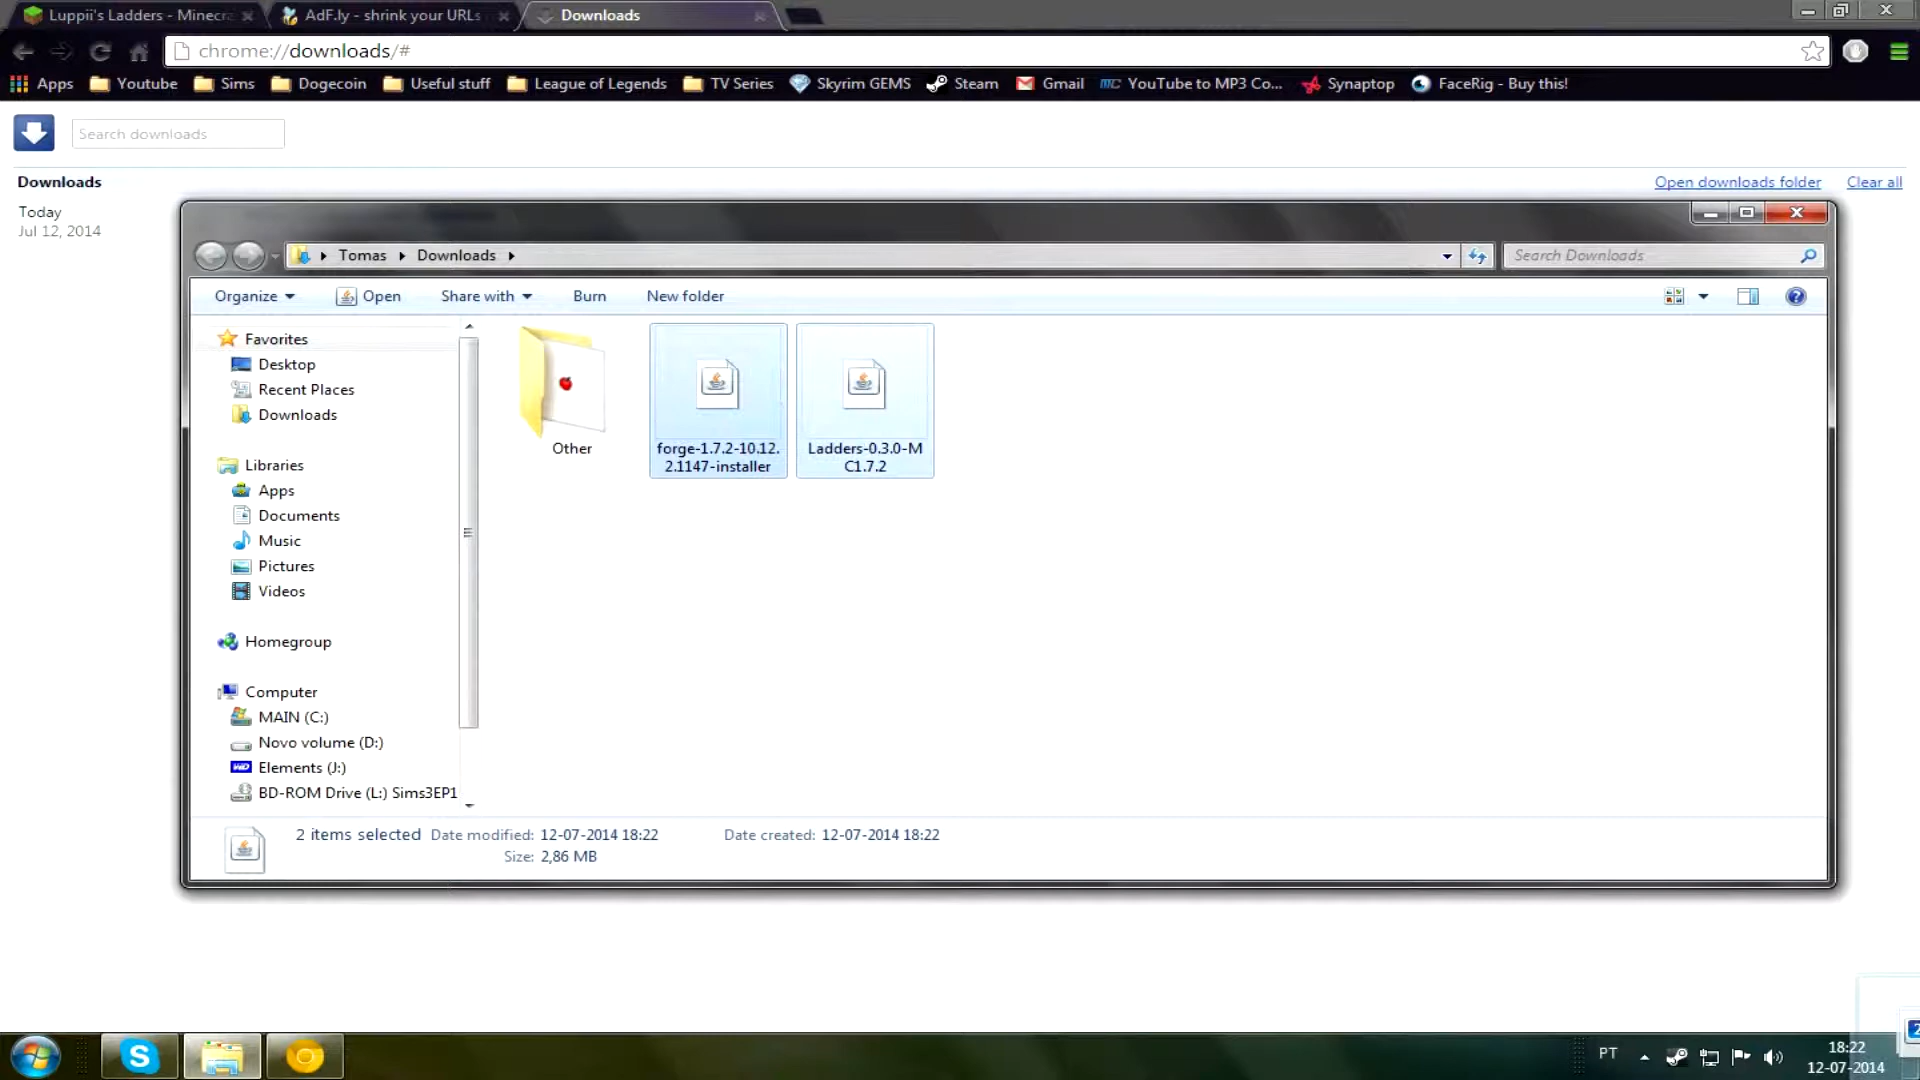 Luppii's Ladders - Minecra
AdF.ly - shrink your URLs
Downloads
chrome://downloads/#
Apps
Youtube
Sims
Dogecoin
Useful stuff
League of Legends
TV Series
Skyrim GEMS
Steam
Gmail
YouTube to MP3 Co...
Synaptop
FaceRig - Buy this!
Search downloads
Downloads
Open downloads folder
Clear all
Today
Jul 12, 2014
Tomas
Downloads
Search Downloads
Organize
Open
Share with
Burn
New folder
Favorites
Desktop
Recent Places
Downloads
Libraries
Apps
Documents
Music
Pictures
Videos
Homegroup
Computer
MAIN (C:)
Novo volume (D:)
Elements (J:)
BD-ROM Drive (L:) Sims3EP1
Other
forge-1.7.2-10.12.
2.1147-installer
Ladders-0.3.0-M
C1.7.2
2 items selected Date modified: 12-07-2014 18:22 Date created: 12-07-2014 18:22
Size: 2,86 MB
PT
18:22
12-07-2014